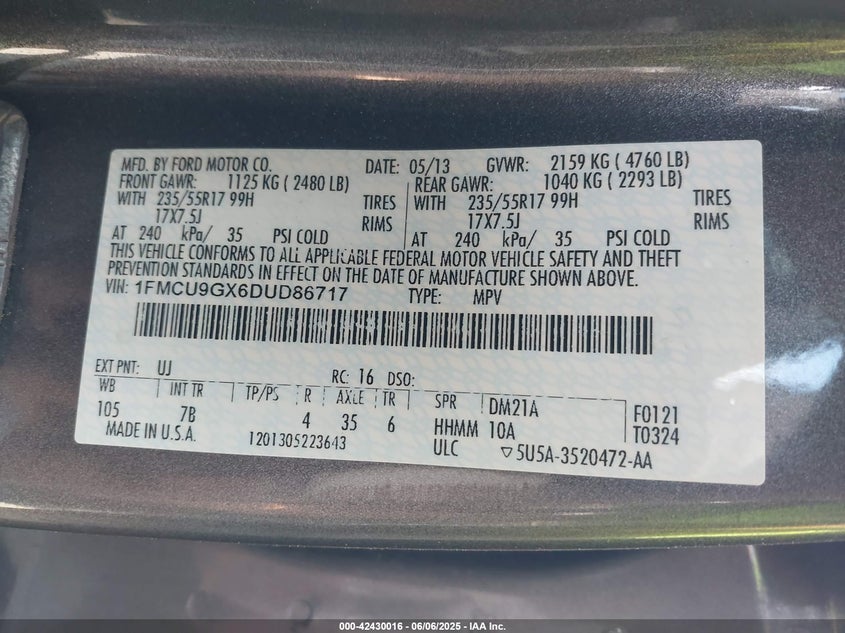 MFD. BY FORD MOTOR CO. DATE: 05/13 GVWR: 2159 KG ( 4760 LB)
FRONT GAWR: 1125 KG ( 2480 LB) REAR GAWR: 1040 KG ( 2293 LB)
WITH 235/55R17 99H TIRES WITH 235/55R17 99H TIRES
17X7.5J RIMS 17X7.5J RIMS
AT 240 kPa/ 35 PSI COLD AT 240 kPa/ 35 PSI COLD
THIS VEHICLE CONFORMS TO ALL APPLICABLE FEDERAL MOTOR VEHICLE SAFETY AND THEFT
PREVENTION STANDARDS IN EFFECT ON THE DATE OF MANUFACTURE SHOWN ABOVE.
VIN: 1FMCU9GX6DUD86717 TYPE: MPV
EXT PNT: UJ RC: 16 DSO:
WB INT TR TP/PS R AXLE TR SPR DM21A F0121
105 7B 4 35 6 HHMM 10A T0324
MADE IN U.S.A. 1201305223643 ULC ▽5U5A-3520472-AA
000-42430016 - 06/06/2025 - IAA Inc.